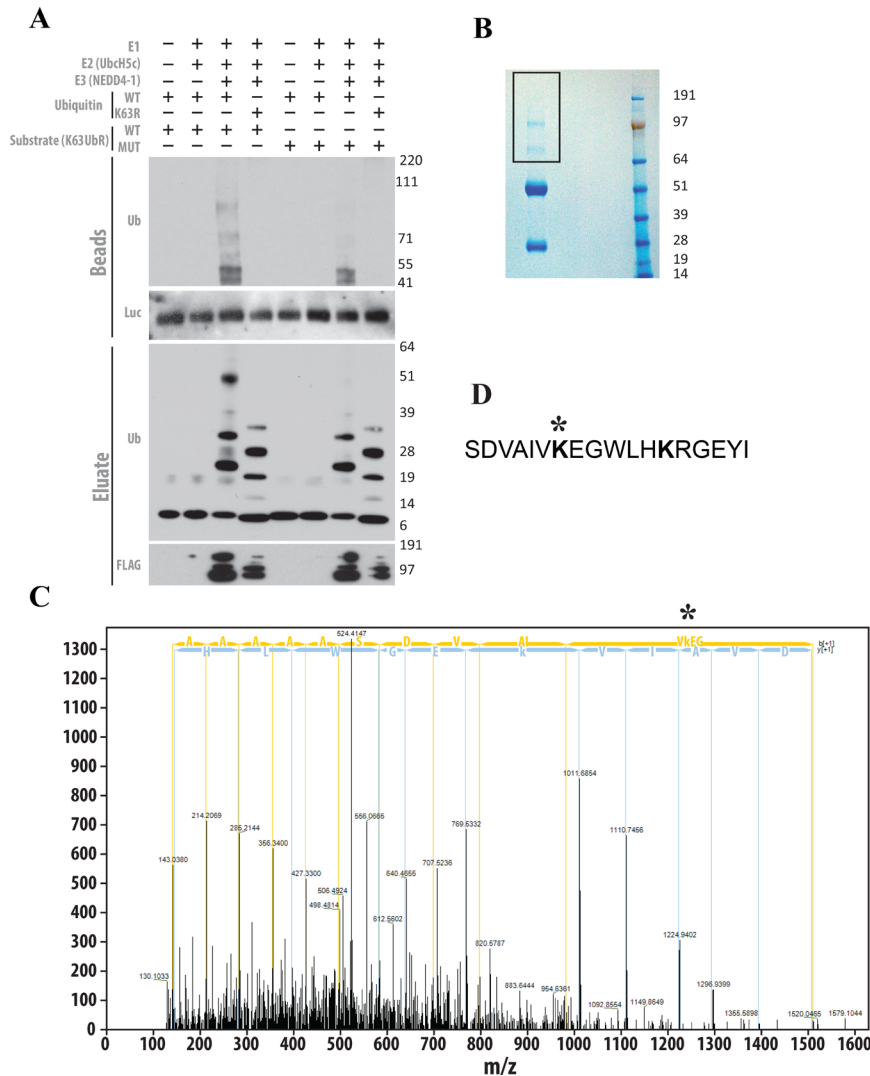 A
E1 − + + + − + + +
E2 (UbcH5c) − + + + − + + +
E3 (NEDD4-1) − − + + − − + +
Ubiquitin WT + + + − + + + −
K63R − − − + − − − +
Substrate (K63UbR) WT + + + + − − − −
MUT − − − − + + + +
Beads
Ub
220
111
71
55
41
Luc
Eluate
Ub
64
51
39
28
19
14
6
FLAG
191
97
B
191
97
64
51
39
28
19
14
D
*
SDVAIVKEGWLHKRGEYI
C
*
A A A A A S D V AI VkEG b[+1]
H L W G E k V I A V D y[+1]
1300
1200
1100
1000
900
800
700
600
500
400
300
200
100
0
524.4147
1011.6854
214.2069
285.2144
143.0380
356.3400
427.3300
506.4924
498.4814
556.0665
612.5602
640.4655
707.5236
769.5332
820.5787
883.6444
954.6361
1092.8554
1110.7456
1149.8649
1224.9402
1296.9399
1355.5898
1520.0465
1579.1044
130.1033
0 100 200 300 400 500 600 700 800 900 1000 1100 1200 1300 1400 1500 1600
m/z